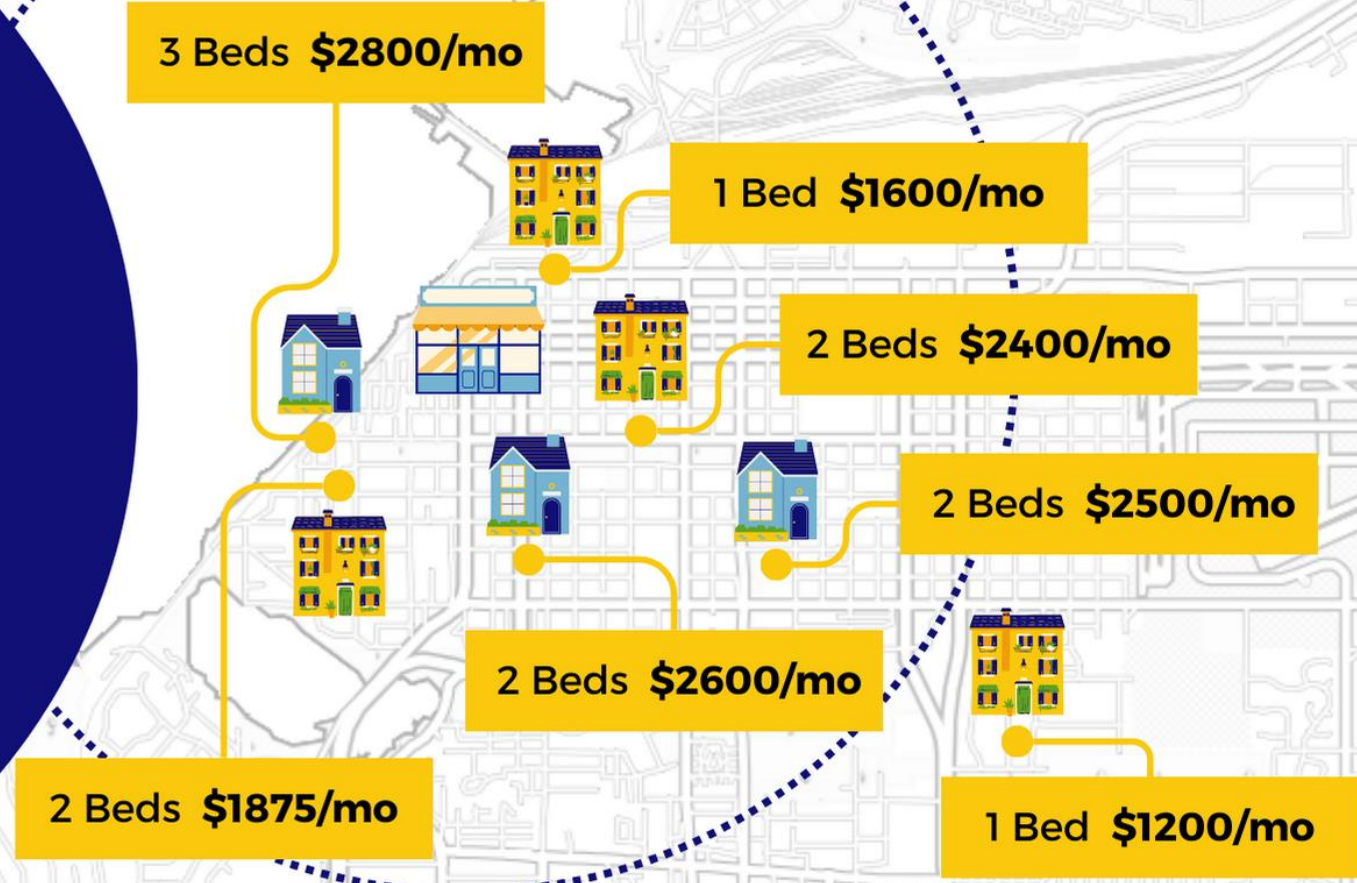 3 Beds $2800/mo
1 Bed $1600/mo
2 Beds $2400/mo
2 Beds $2500/mo
2 Beds $2600/mo
2 Beds $1875/mo
1 Bed $1200/mo